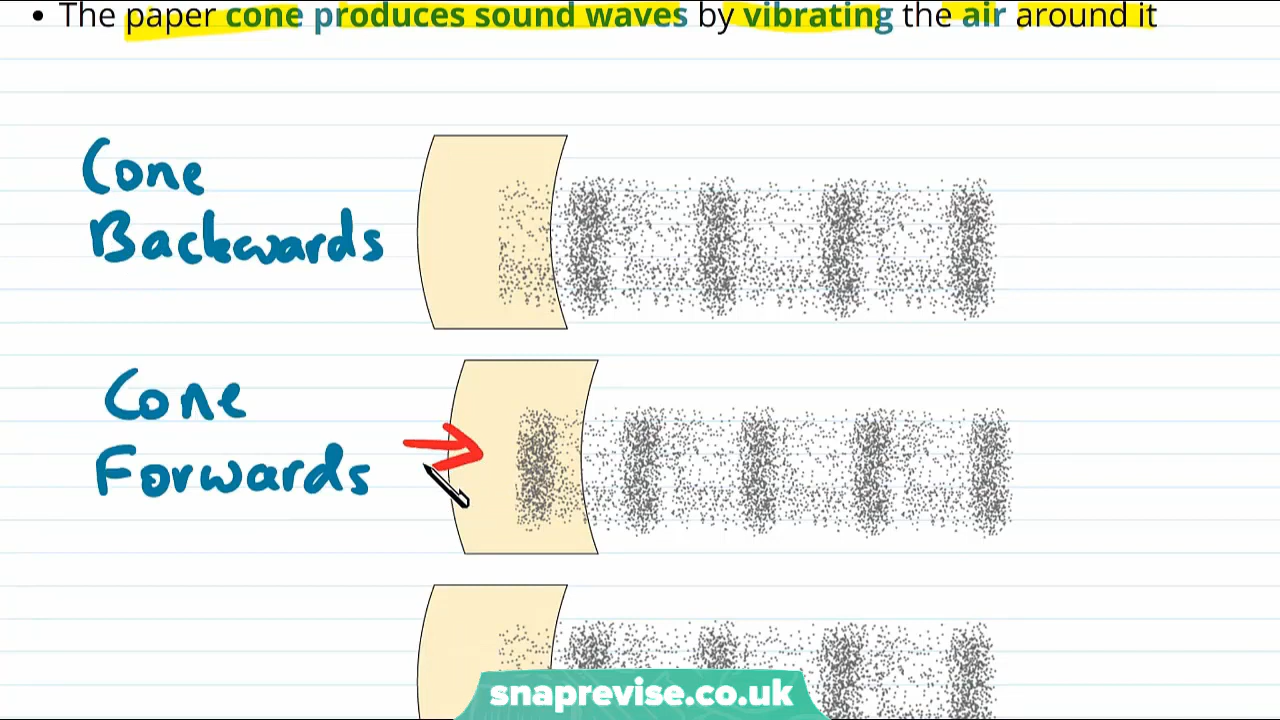 • The paper cone produces sound waves by vibrating the air around it
Cone
Backwards
Cone
Forwards
snaprevise.co.uk